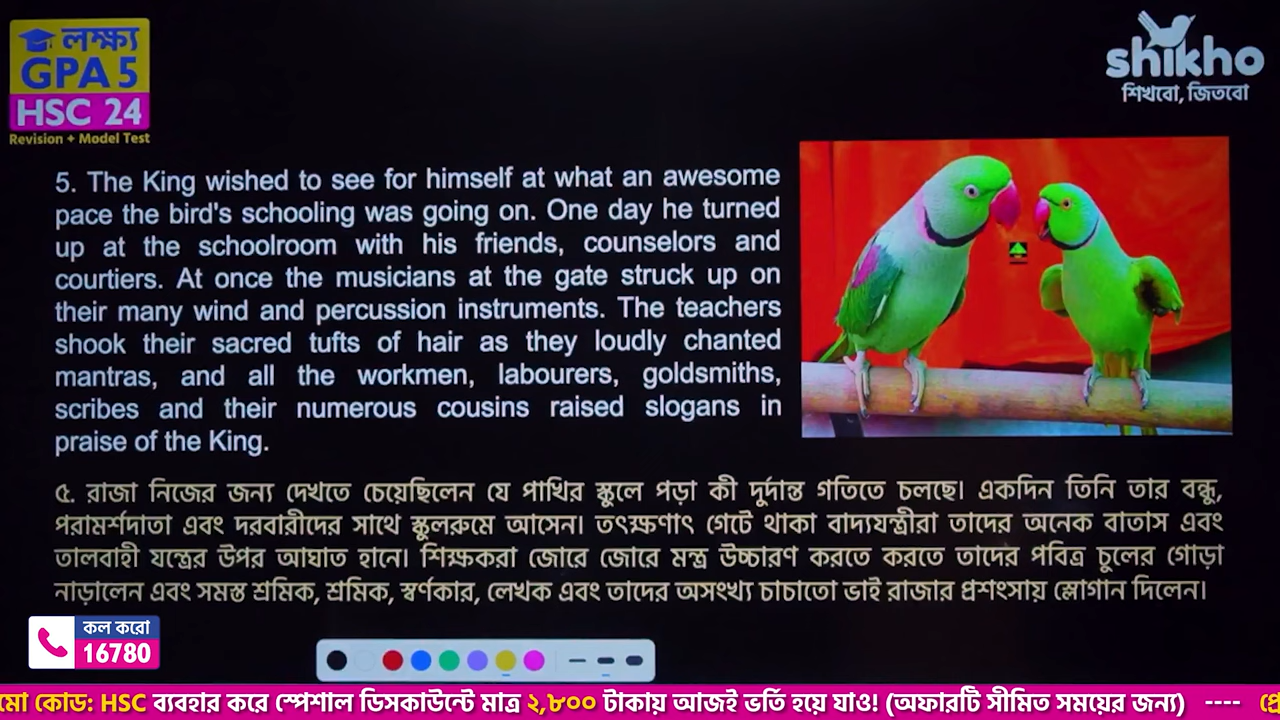 লক্ষ্য
GPA 5
HSC 24
Revision + Model Test
shikho
শিখবো, জিতবো
5. The King wished to see for himself at what an awesome
pace the bird's schooling was going on. One day he turned
up at the schoolroom with his friends, counselors and
courtiers. At once the musicians at the gate struck up on
their many wind and percussion instruments. The teachers
shook their sacred tufts of hair as they loudly chanted
mantras, and all the workmen, labourers, goldsmiths,
scribes and their numerous cousins raised slogans in
praise of the King.
৫. রাজা নিজের জন্য দেখতে চেয়েছিলেন যে পাখির স্কুলে পড়া কী দুর্দান্ত গতিতে চলছে। একদিন তিনি তার বন্ধু,
পরামর্শদাতা এবং দরবারীদের সাথে স্কুলরুমে আসেন। তৎক্ষণাৎ গেটে থাকা বাদ্যযন্ত্রীরা তাদের অনেক বাতাস এবং
তালবাহী যন্ত্রের উপর আঘাত হানে। শিক্ষকরা জোরে জোরে মন্ত্র উচ্চারণ করতে করতে তাদের পবিত্র চুলের গোড়া
নাড়ালেন এবং সমস্ত শ্রমিক, শ্রমিক, স্বর্ণকার, লেখক এবং তাদের অসংখ্য চাচাতো ভাই রাজার প্রশংসায় স্লোগান দিলেন।
কল করো
16780
মো কোড: HSC ব্যবহার করে স্পেশাল ডিসকাউন্টে মাত্র ২,৮০০ টাকায় আজই ভর্তি হয়ে যাও! (অফারটি সীমিত সময়ের জন্য) ---- প্রে